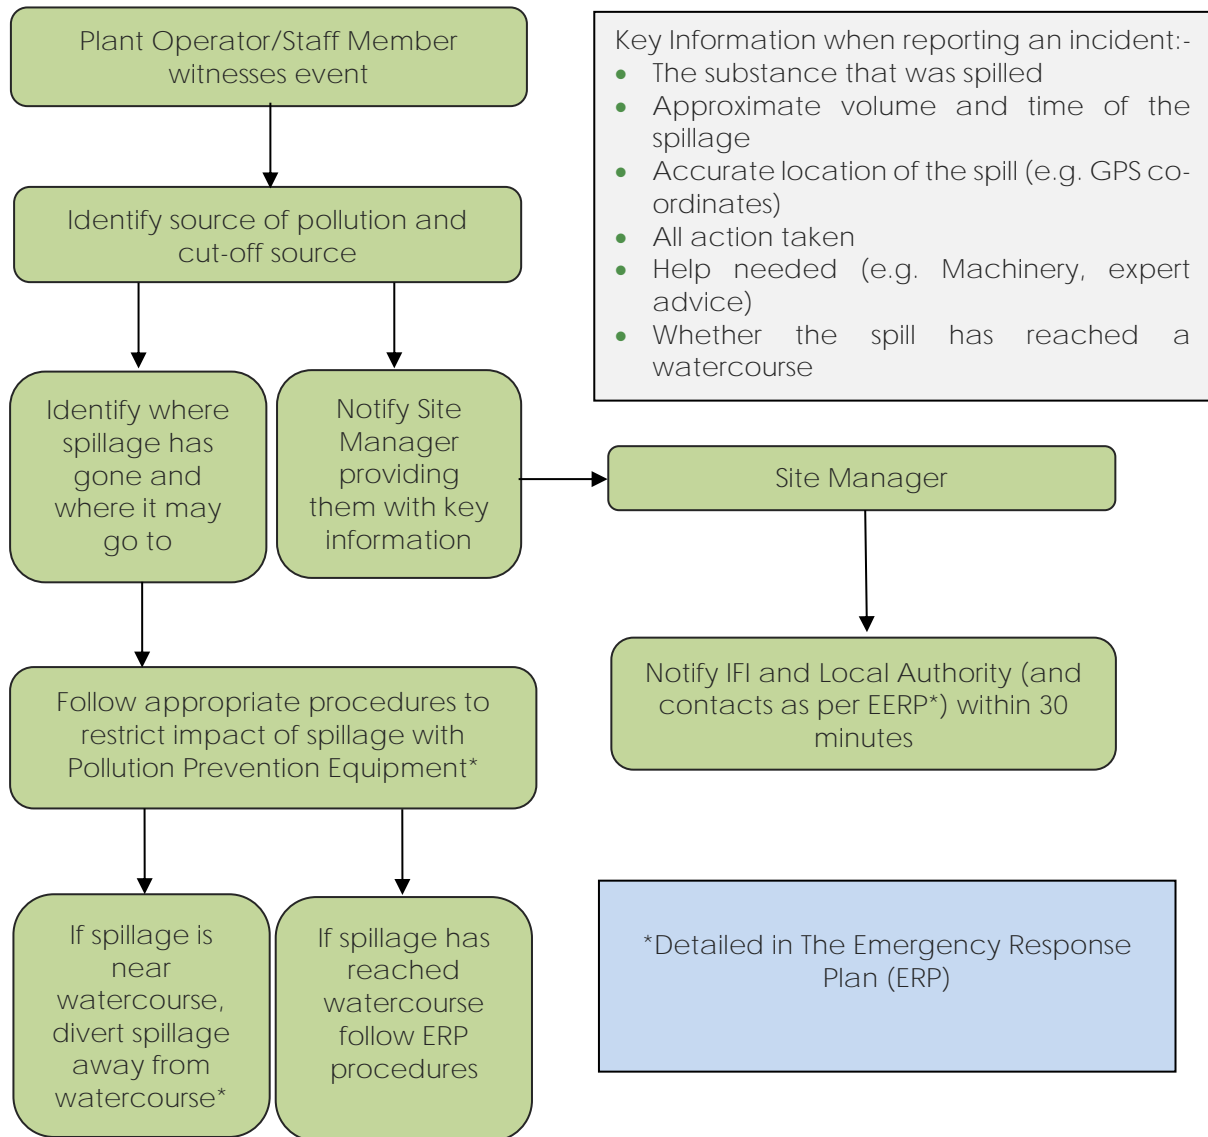 Plant Operator/Staff Member
witnesses event
Key Information when reporting an incident:-
• The substance that was spilled
• Approximate volume and time of the
spillage
• Accurate location of the spill (e.g. GPS co-
ordinates)
• All action taken
• Help needed (e.g. Machinery, expert
advice)
• Whether the spill has reached a
watercourse
Identify source of pollution and
cut-off source
Identify where
spillage has
gone and
where it may
go to
Notify Site
Manager
providing
them with key
information
Site Manager
Notify IFI and Local Authority (and
contacts as per EERP*) within 30
minutes
Follow appropriate procedures to
restrict impact of spillage with
Pollution Prevention Equipment*
If spillage is
near
watercourse,
divert spillage
away from
watercourse*
If spillage has
reached
watercourse
follow ERP
procedures
*Detailed in The Emergency Response
Plan (ERP)